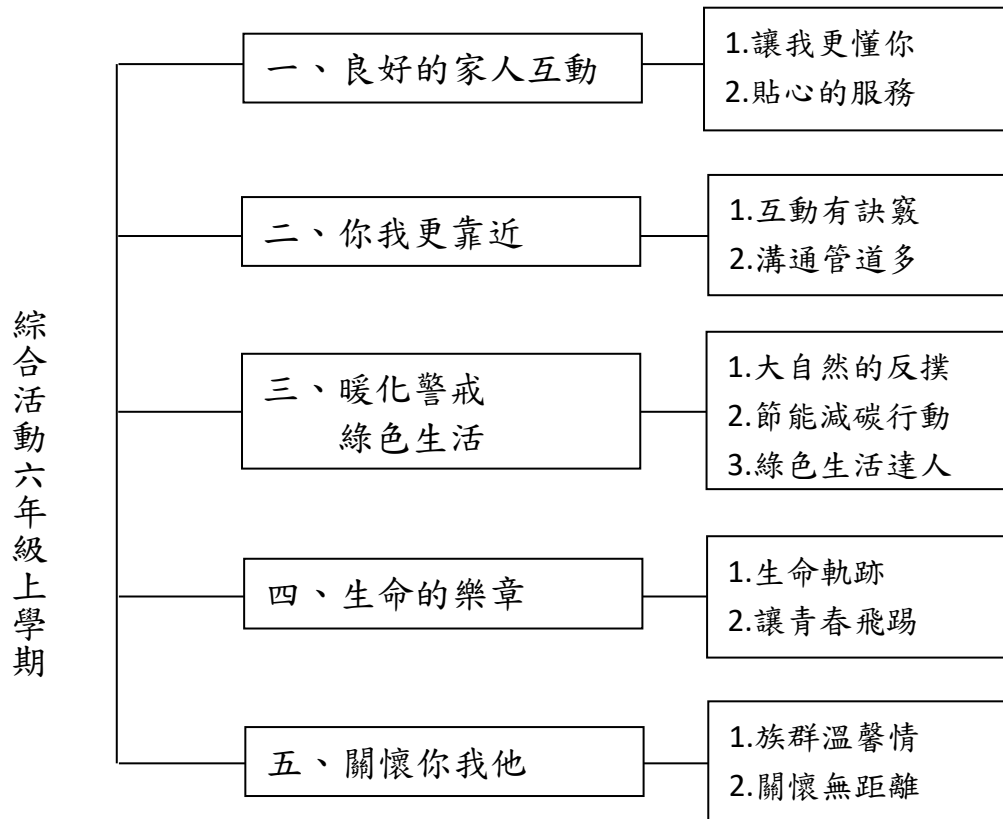 綜合活動六年級上學期
一、良好的家人互動
1.讓我更懂你
2.貼心的服務
二、你我更靠近
1.互動有訣竅
2.溝通管道多
三、暖化警戒
綠色生活
1.大自然的反撲
2.節能減碳行動
3.綠色生活達人
四、生命的樂章
1.生命軌跡
2.讓青春飛踢
五、關懷你我他
1.族群溫馨情
2.關懷無距離